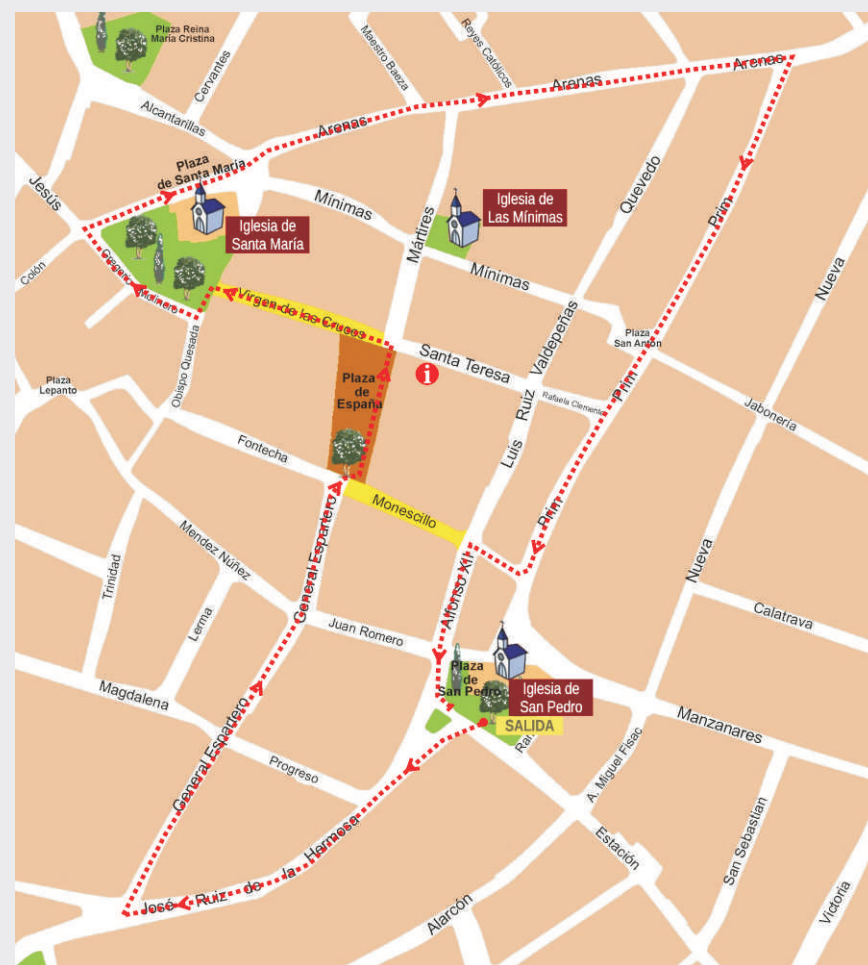 Plaza Reina
María Cristina
Cervantes
Maestro Baeza
Reyes Católicos
Arenas
Arenas
Arenas
Alcantarillas
Plaza
de Santa María
Jesús
Iglesia de
Santa María
Mínimas
Iglesia de
Las Mínimas
Quevedo
Prim
Nueva
Colón
Gregorio Molinero
Mártires
Mínimas
Virgen de las Cruces
Plaza
San Antón
Plaza
Lepanto
Obispo Quesada
Plaza
de
España
i
Santa Teresa
Luís Ruiz Valdepeñas
Rafaela Clemente
Prim
Jabonería
Fontecha
Monescillo
Prim
Mendez Núñez
General Espartero
Alfonso XII
Nueva
Trinidad
Lerma
Juan Romero
Calatrava
Magdalena
Plaza
de
San Pedro
Iglesia de
San Pedro
SALIDA
General Espartero
Progreso
Manzanares
A. Miguel Fisac
José Ruiz de la Hermosa
Estación
San Sebastian
Alarcón
Victoria